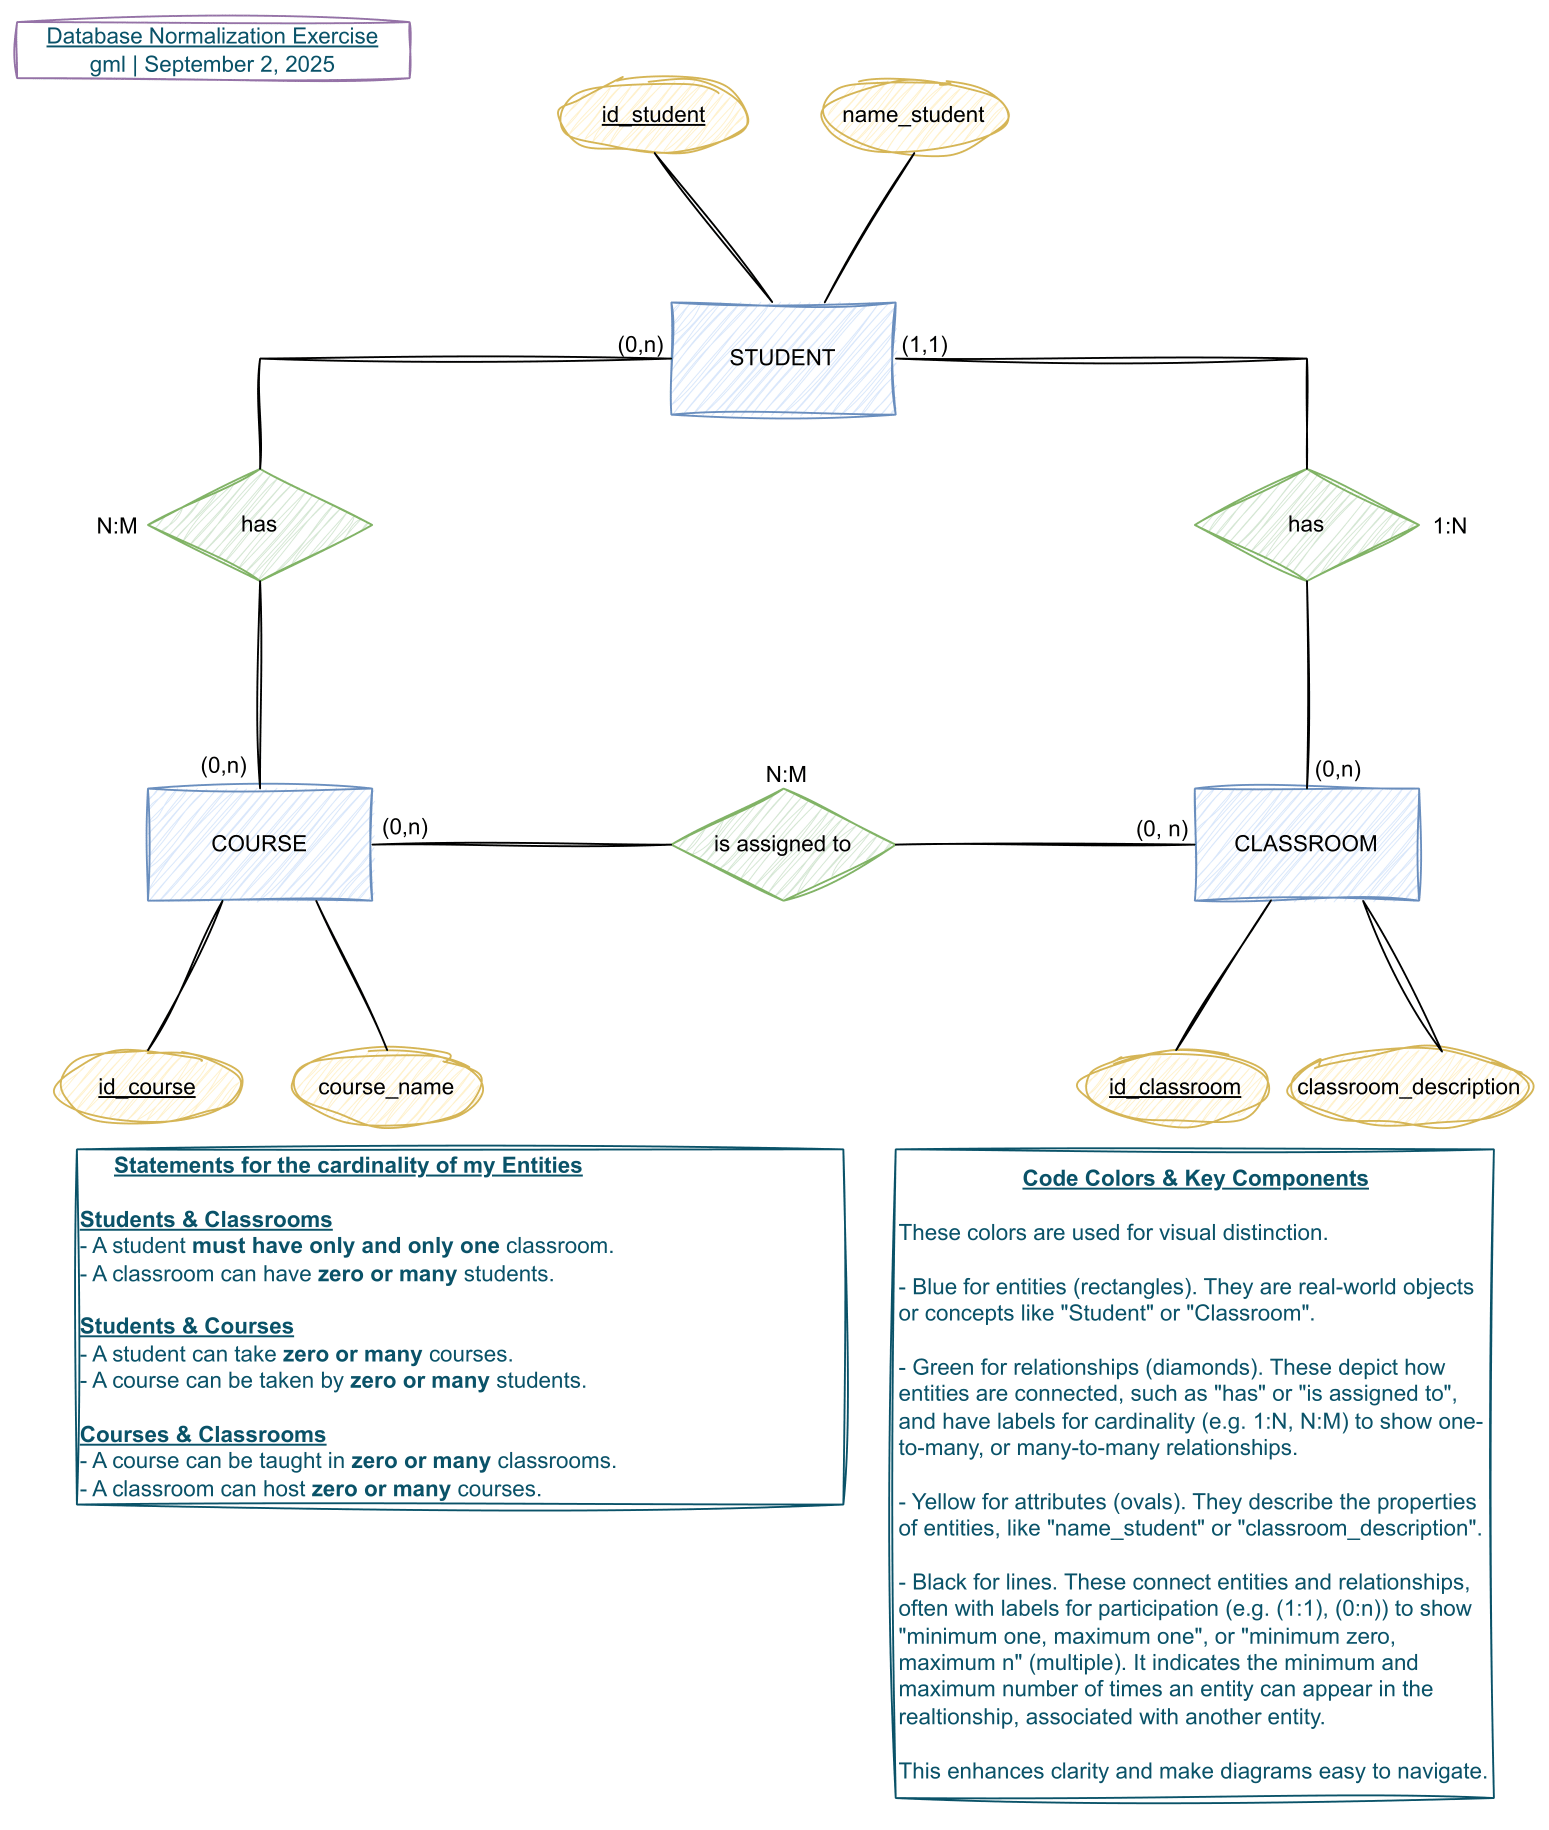 Database Normalization Exercise
gml | September 2, 2025
id_student
name_student
(0,n)
STUDENT
(1,1)
N:M
has
has
1:N
(0,n)
(0,n)
N:M
COURSE
(0,n)
is assigned to
(0, n)
CLASSROOM
id_course
course_name
id_classroom
classroom_description
Statements for the cardinality of my Entities
Students & Classrooms
- A student must have only and only one classroom.
- A classroom can have zero or many students.
Students & Courses
- A student can take zero or many courses.
- A course can be taken by zero or many students.
Courses & Classrooms
- A course can be taught in zero or many classrooms.
- A classroom can host zero or many courses.
Code Colors & Key Components
These colors are used for visual distinction.
- Blue for entities (rectangles). They are real-world objects
or concepts like "Student" or "Classroom".
- Green for relationships (diamonds). These depict how
entities are connected, such as "has" or "is assigned to",
and have labels for cardinality (e.g. 1:N, N:M) to show one-
to-many, or many-to-many relationships.
- Yellow for attributes (ovals). They describe the properties
of entities, like "name_student" or "classroom_description".
- Black for lines. These connect entities and relationships,
often with labels for participation (e.g. (1:1), (0:n)) to show
"minimum one, maximum one", or "minimum zero,
maximum n" (multiple). It indicates the minimum and
maximum number of times an entity can appear in the
realtionship, associated with another entity.
This enhances clarity and make diagrams easy to navigate.